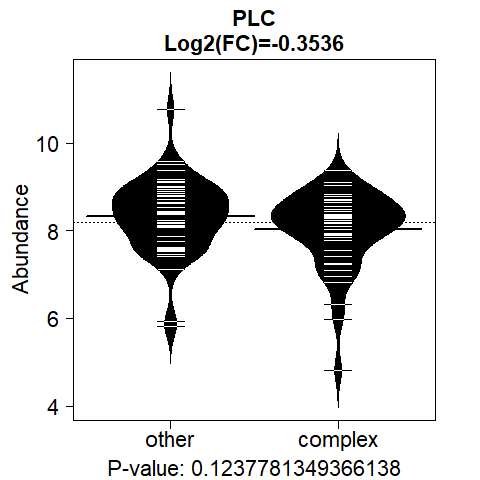 PLC
Log2(FC)=-0.3536
Abundance
10
8
6
4
other
complex
P-value: 0.1237781349366138